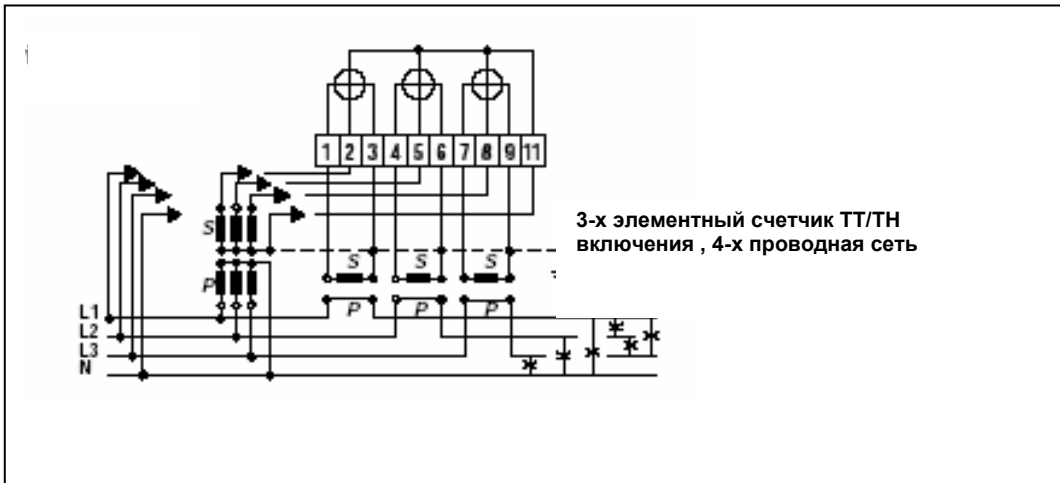 1 2 3 4 5 6 7 8 9 11
3-х элементный счетчик ТТ/ТН
включения , 4-х проводная сеть
S
S S S
P
P P P
L1
L2
L3
N